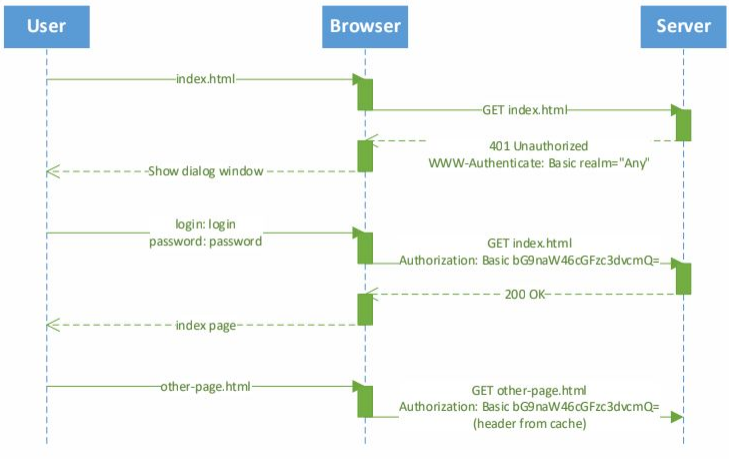 User
Browser
Server
index.html
GET index.html
401 Unauthorized
WWW-Authenticate: Basic realm="Any"
Show dialog window
login: login
password: password
GET index.html
Authorization: Basic bG9naW46cGFzc3dvcmQ=
200 OK
index page
other-page.html
GET other-page.html
Authorization: Basic bG9naW46cGFzc3dvcmQ=
(header from cache)